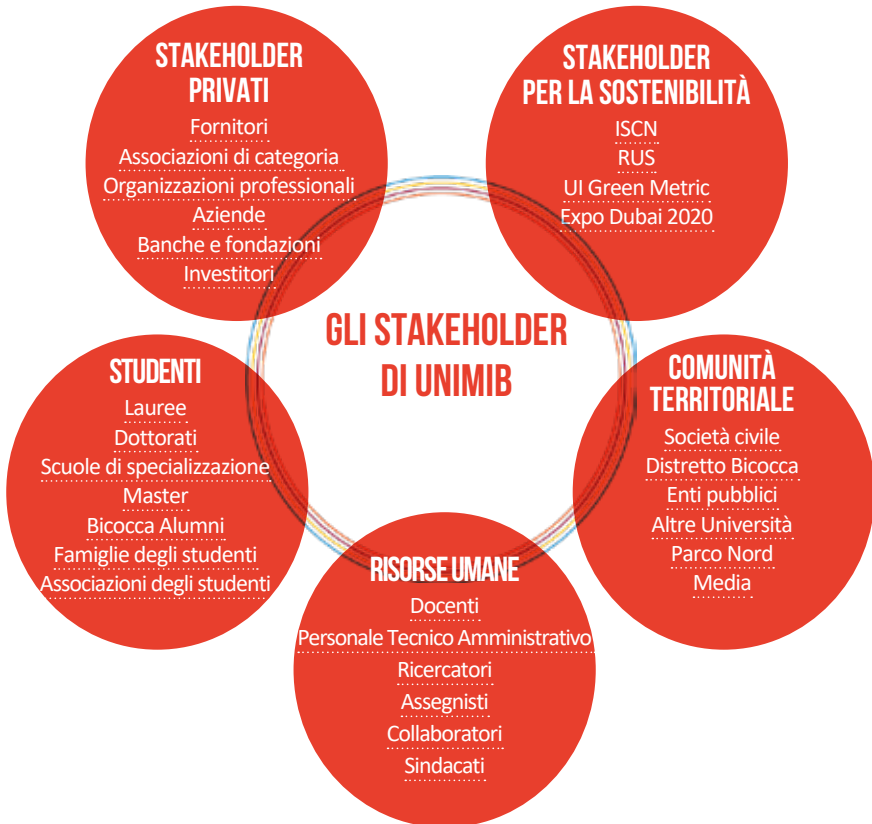 STAKEHOLDER
PRIVATI
Fornitori
Associazioni di categoria
Organizzazioni professionali
Aziende
Banche e fondazioni
Investitori
STAKEHOLDER
PER LA SOSTENIBILITÀ
ISCN
RUS
UI Green Metric
Expo Dubai 2020
GLI STAKEHOLDER
DI UNIMIB
STUDENTI
Lauree
Dottorati
Scuole di specializzazione
Master
Bicocca Alumni
Famiglie degli studenti
Associazioni degli studenti
COMUNITÀ
TERRITORIALE
Società civile
Distretto Bicocca
Enti pubblici
Altre Università
Parco Nord
Media
RISORSE UMANE
Docenti
Personale Tecnico Amministrativo
Ricercatori
Assegnisti
Collaboratori
Sindacati